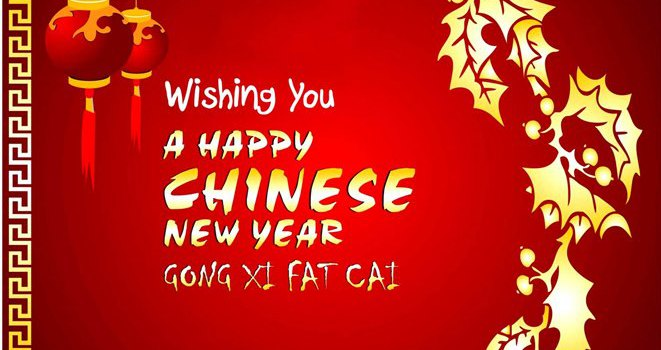 Wishing You
A HAPPY
CHINESE
NEW YEAR
GONG XI FAT CAI